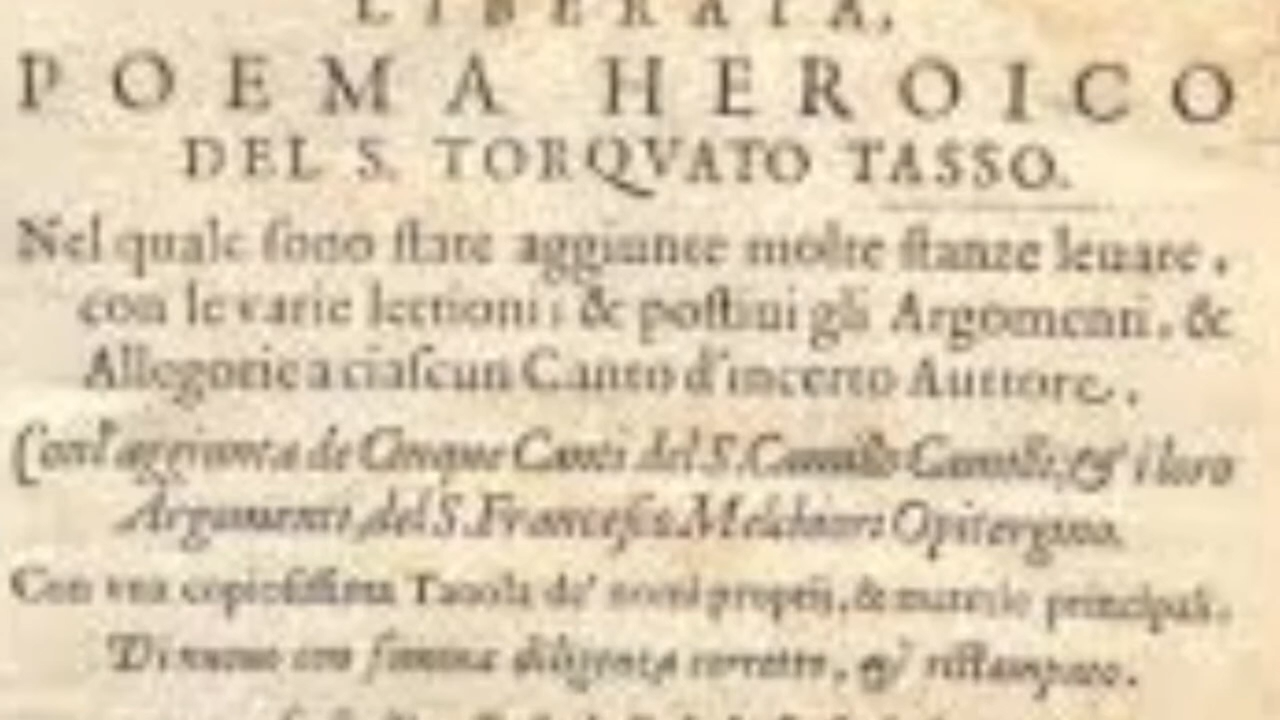 LIBERATA,
POEMA HEROICO
DEL S. TORQVATO TASSO.
Nel quale ſono ſtate aggiunte molte ſtanze leuate,
con le varie lettioni; & poſtini gli Argomenti, &
Allegorie a ciaſcun Canto d'incerto Auttore.
Con l'aggiunta de Cinque Canti del S. Camillo Camilli, & i loro
Argomenti, del S. Franceſco Melchiori Opitergino.
Con vna copioſiſſima Tauola de' nomi proprij, & materie principali.
Di nuouo con ſomma diligenza corretto, & riſtampato.